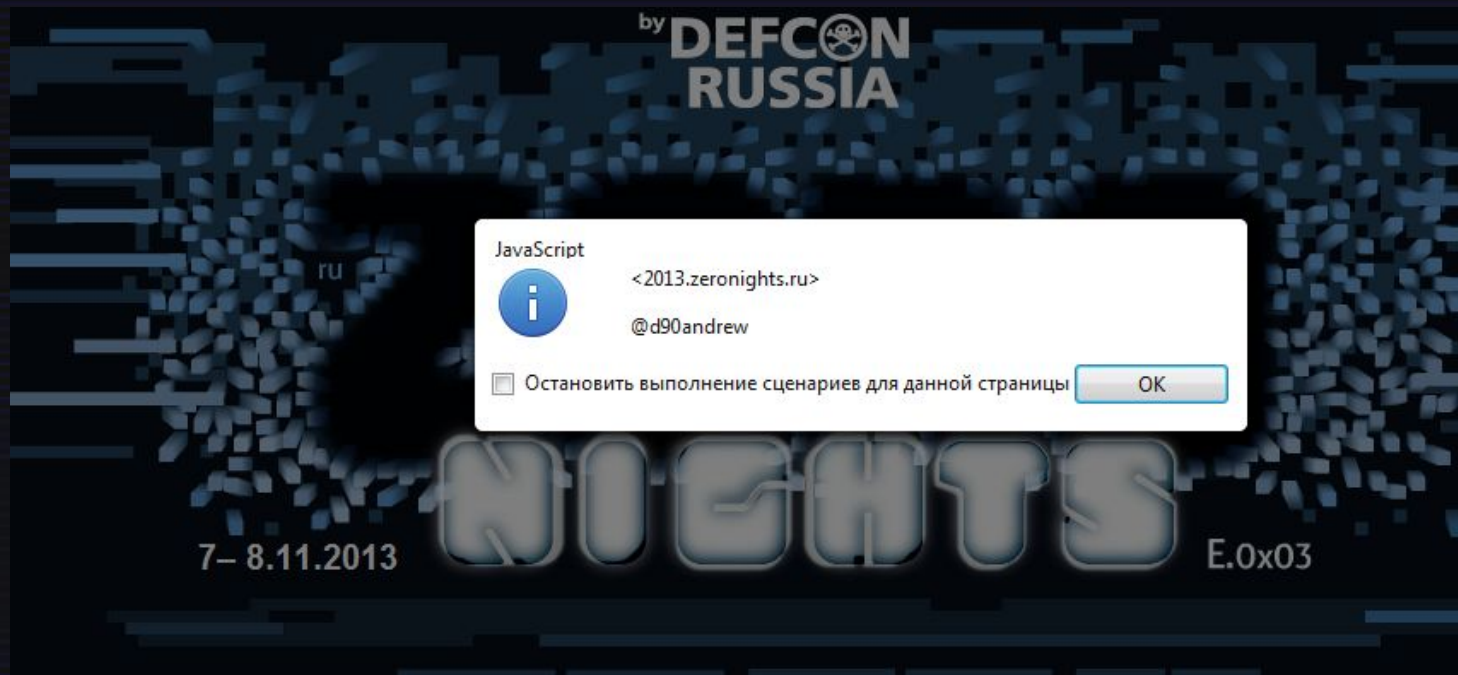 by DEFCON
RUSSIA
ru
JavaScript
<2013.zeronights.ru>
@d90andrew
Остановить выполнение сценариев для данной страницы
OK
NIGHTS
7– 8.11.2013
E.0x03